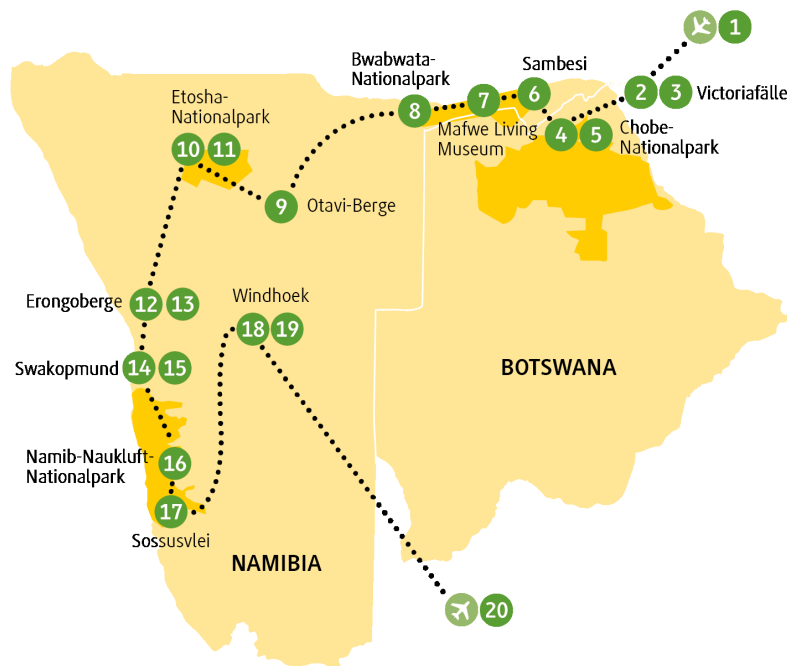 1
Sambesi
Bwabwata-
Nationalpark
2 3 Victoriafälle
Etosha-
Nationalpark
6
7
8
Mafwe Living
Museum
4 5 Chobe-
Nationalpark
10 11
9 Otavi-Berge
Erongoberge 12 13
Windhoek
18 19
Swakopmund 14 15
BOTSWANA
Namib-Naukluft-
Nationalpark
16
17
Sossusvlei
NAMIBIA
20